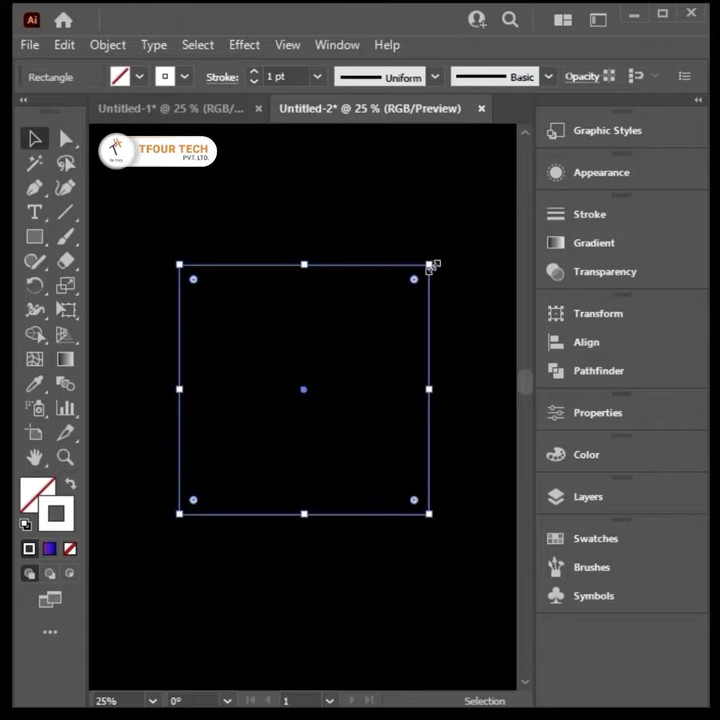 Ai
File Edit Object Type Select Effect View Window Help
Rectangle Stroke: 1 pt Uniform Basic Opacity
Untitled-1* @ 25 % (RGB/... × Untitled-2* @ 25 % (RGB/Preview) ×
TFOUR TECH
PVT. LTD.
Graphic Styles
Appearance
Stroke
Gradient
Transparency
Transform
Align
Pathfinder
Properties
Color
Layers
Swatches
Brushes
Symbols
25% 0° 1 Selection